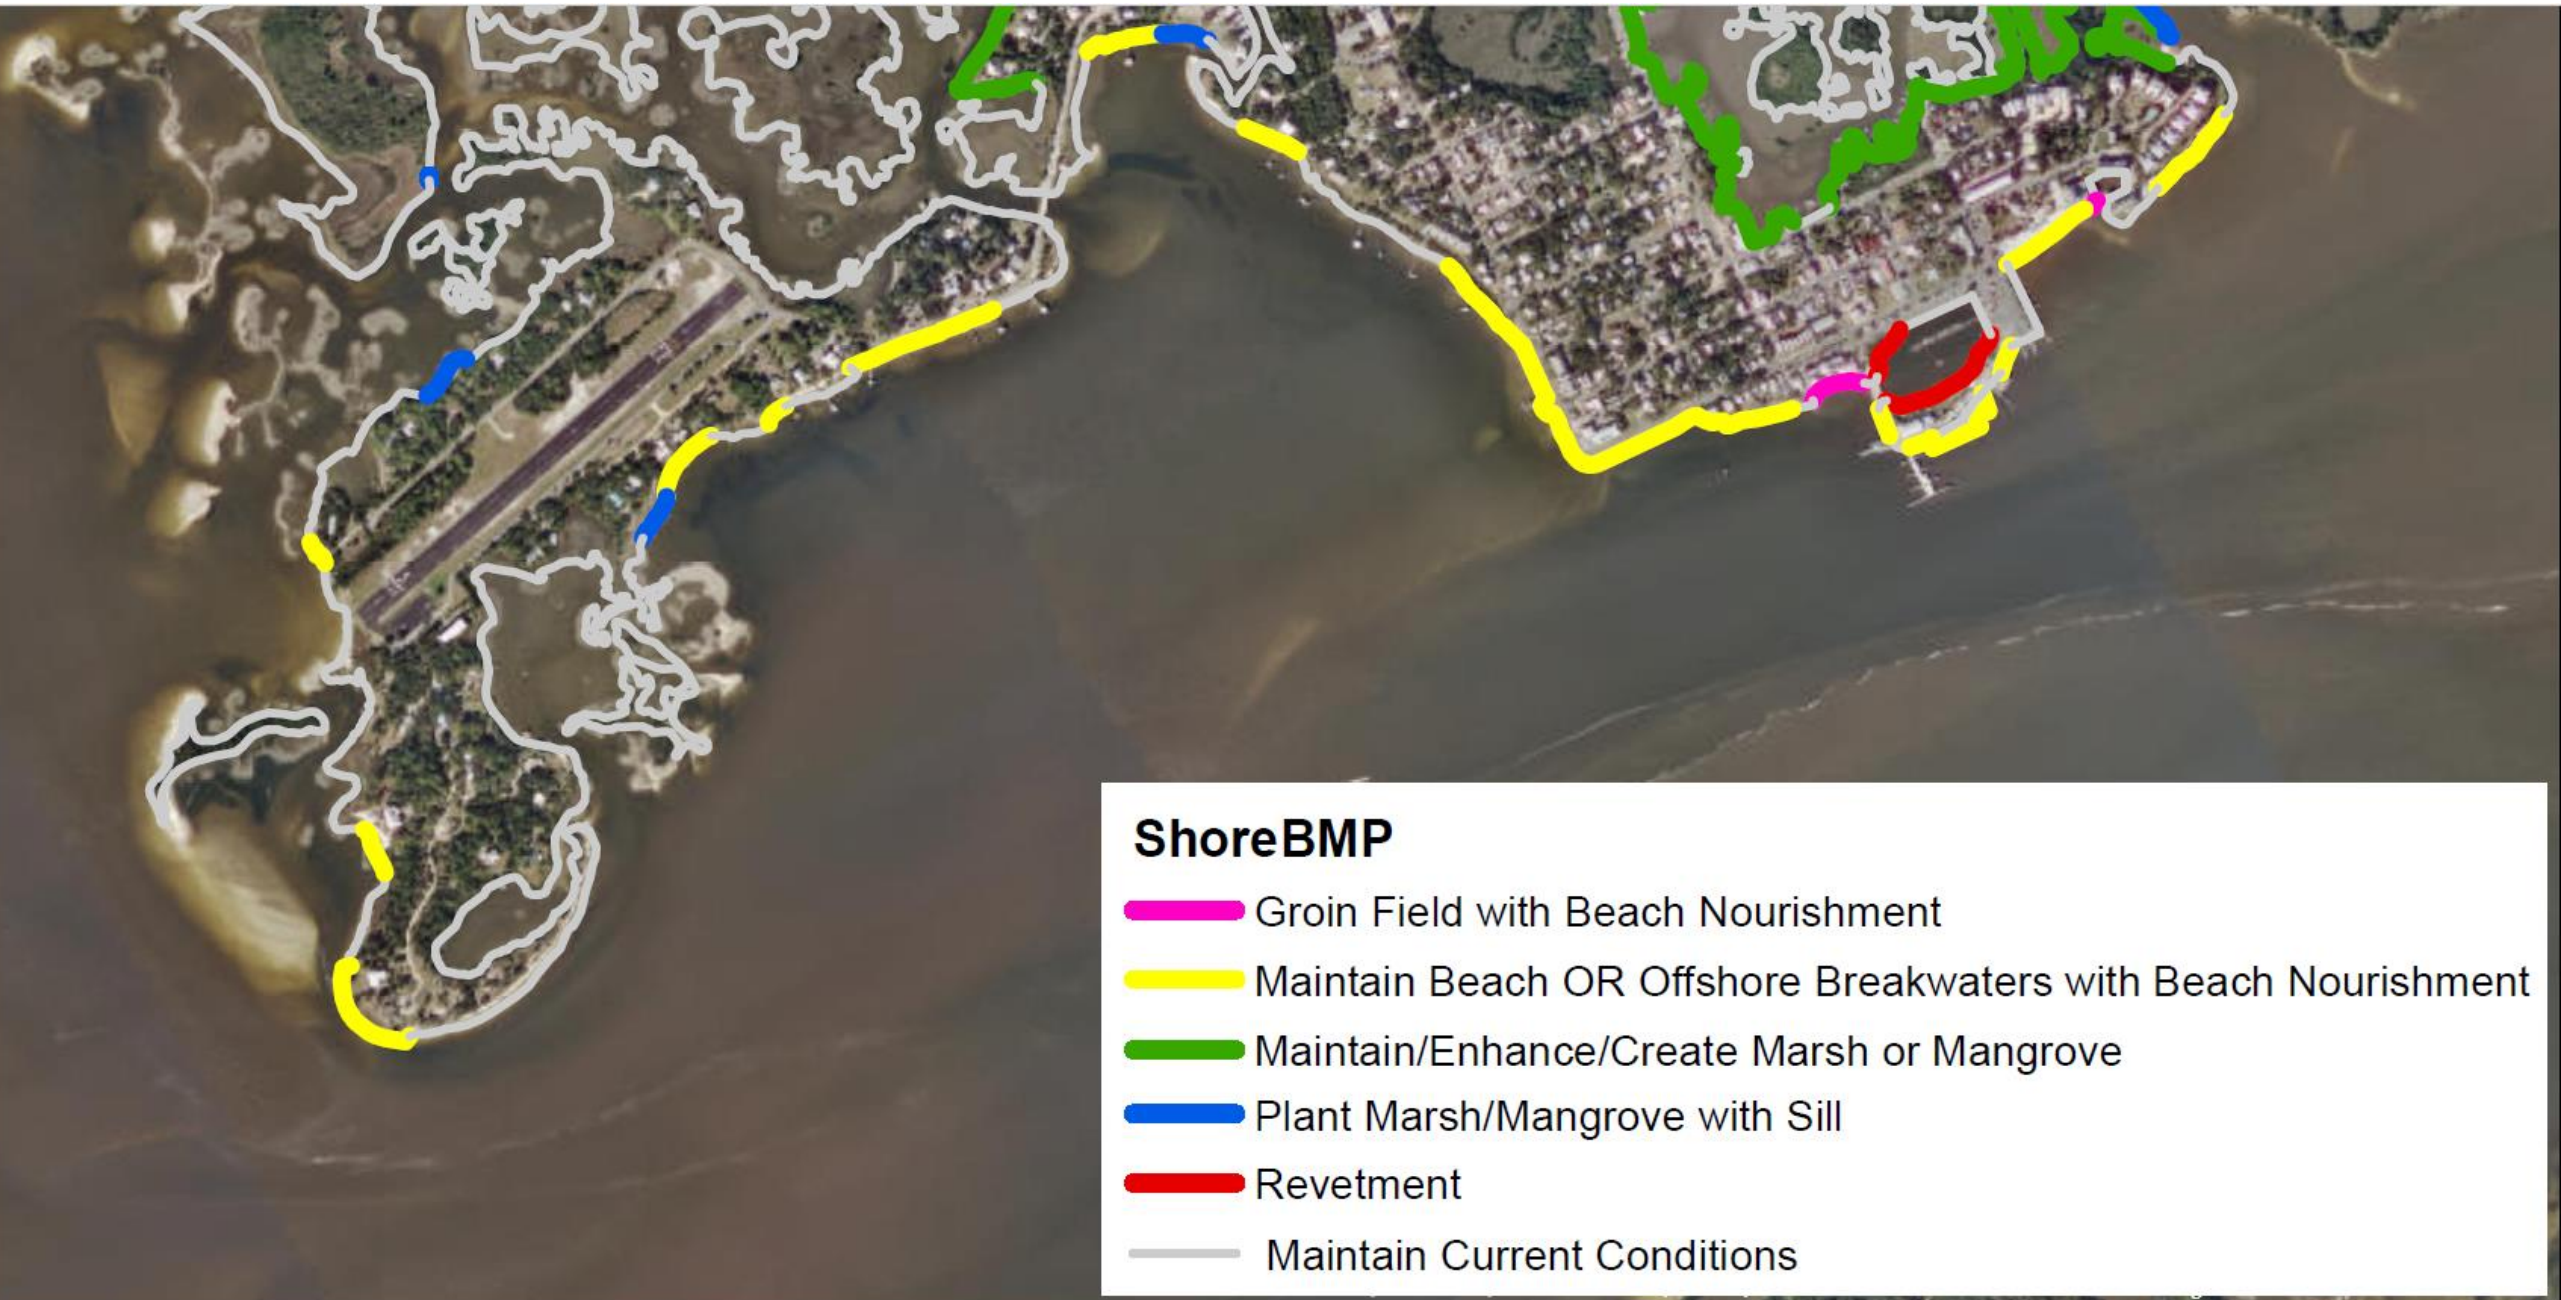 ShoreBMP
Groin Field with Beach Nourishment
Maintain Beach OR Offshore Breakwaters with Beach Nourishment
Maintain/Enhance/Create Marsh or Mangrove
Plant Marsh/Mangrove with Sill
Revetment
Maintain Current Conditions